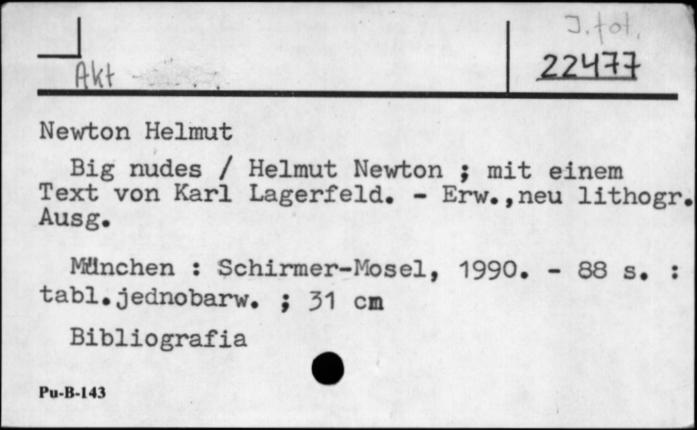 J. fot.
Akt
22477
Newton Helmut
Big nudes / Helmut Newton ; mit einem
Text von Karl Lagerfeld. - Erw.,neu lithogr.
Ausg.
München : Schirmer-Mosel, 1990. - 88 s. :
tabl.jednobarw. ; 31 cm
Bibliografia
Pu-B-143